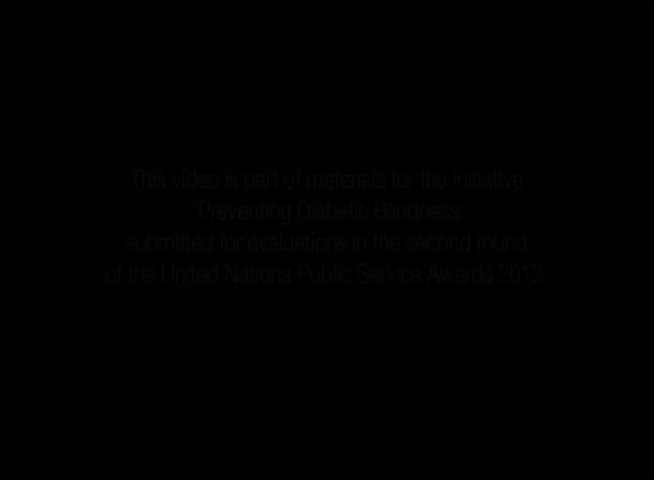 This video is part of materials for the initiative
"Preventing Diabetic Blindness"
submitted for evaluations in the second round
of the United Nations Public Service Awards 2012